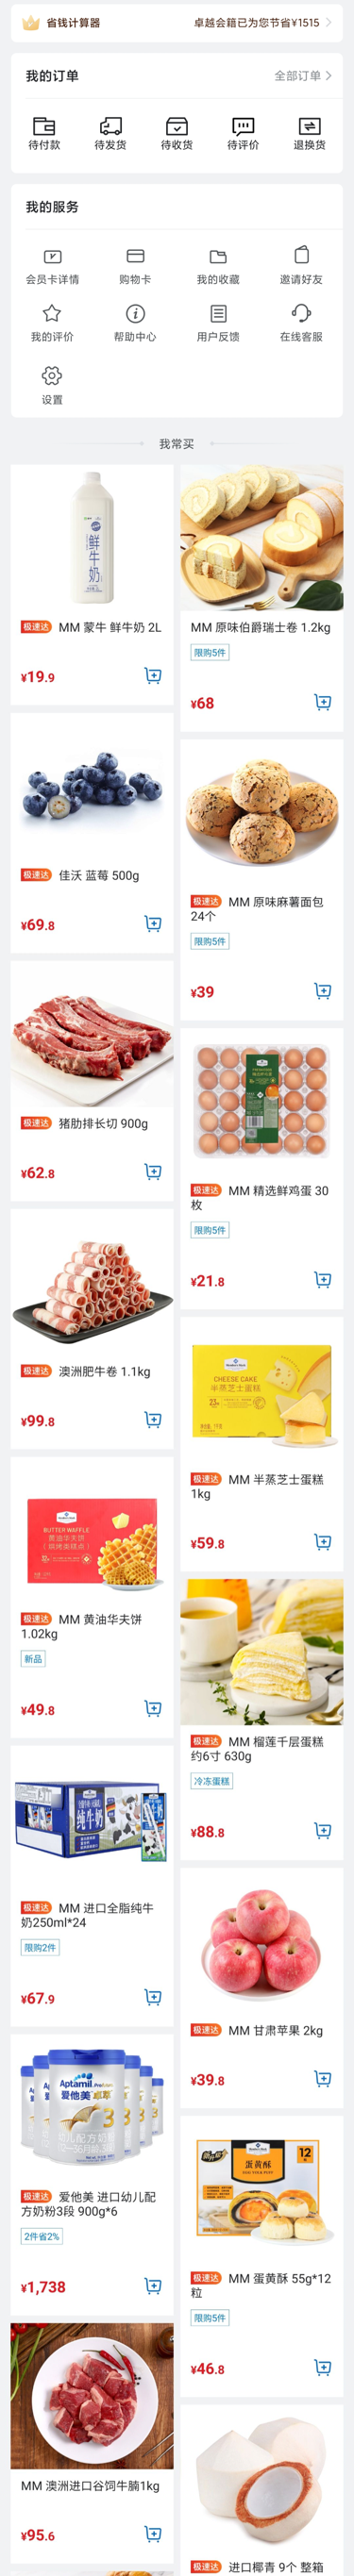 省钱计算器
卓越会籍已为您节省¥1515
我的订单
全部订单
待付款 待发货 待收货 待评价 退换货
我的服务
会员卡详情 购物卡 我的收藏 邀请好友
我的评价 帮助中心 用户反馈 在线客服
设置
我常买
鲜牛奶
极速达 MM 蒙牛 鲜牛奶 2L
¥19.9
MM 原味伯爵瑞士卷 1.2kg
限购5件
¥68
极速达 佳沃 蓝莓 500g
¥69.8
极速达 MM 原味麻薯面包
24个
限购5件
¥39
极速达 猪肋排长切 900g
¥62.8
极速达 MM 精选鲜鸡蛋 30
枚
限购5件
¥21.8
极速达 澳洲肥牛卷 1.1kg
¥99.8
CHEESE CAKE
半蒸芝士蛋糕
极速达 MM 半蒸芝士蛋糕
1kg
¥59.8
BUTTER WAFFLE
黄油华夫饼
(烘烤类糕点)
极速达 MM 黄油华夫饼
1.02kg
新品
¥49.8
极速达 MM 榴莲千层蛋糕
约6寸 630g
冷冻蛋糕
¥88.8
纯牛奶
极速达 MM 进口全脂纯牛
奶250ml*24
限购2件
¥67.9
极速达 MM 甘肃苹果 2kg
¥39.8
Aptamil
爱他美 卓萃
3
幼儿配方奶粉
极速达 爱他美 进口幼儿配
方奶粉3段 900g*6
2件省2%
¥1,738
12
蛋黄酥
极速达 MM 蛋黄酥 55g*12
粒
限购5件
¥46.8
MM 澳洲进口谷饲牛腩1kg
¥95.6
极速达 进口椰青 9个 整箱